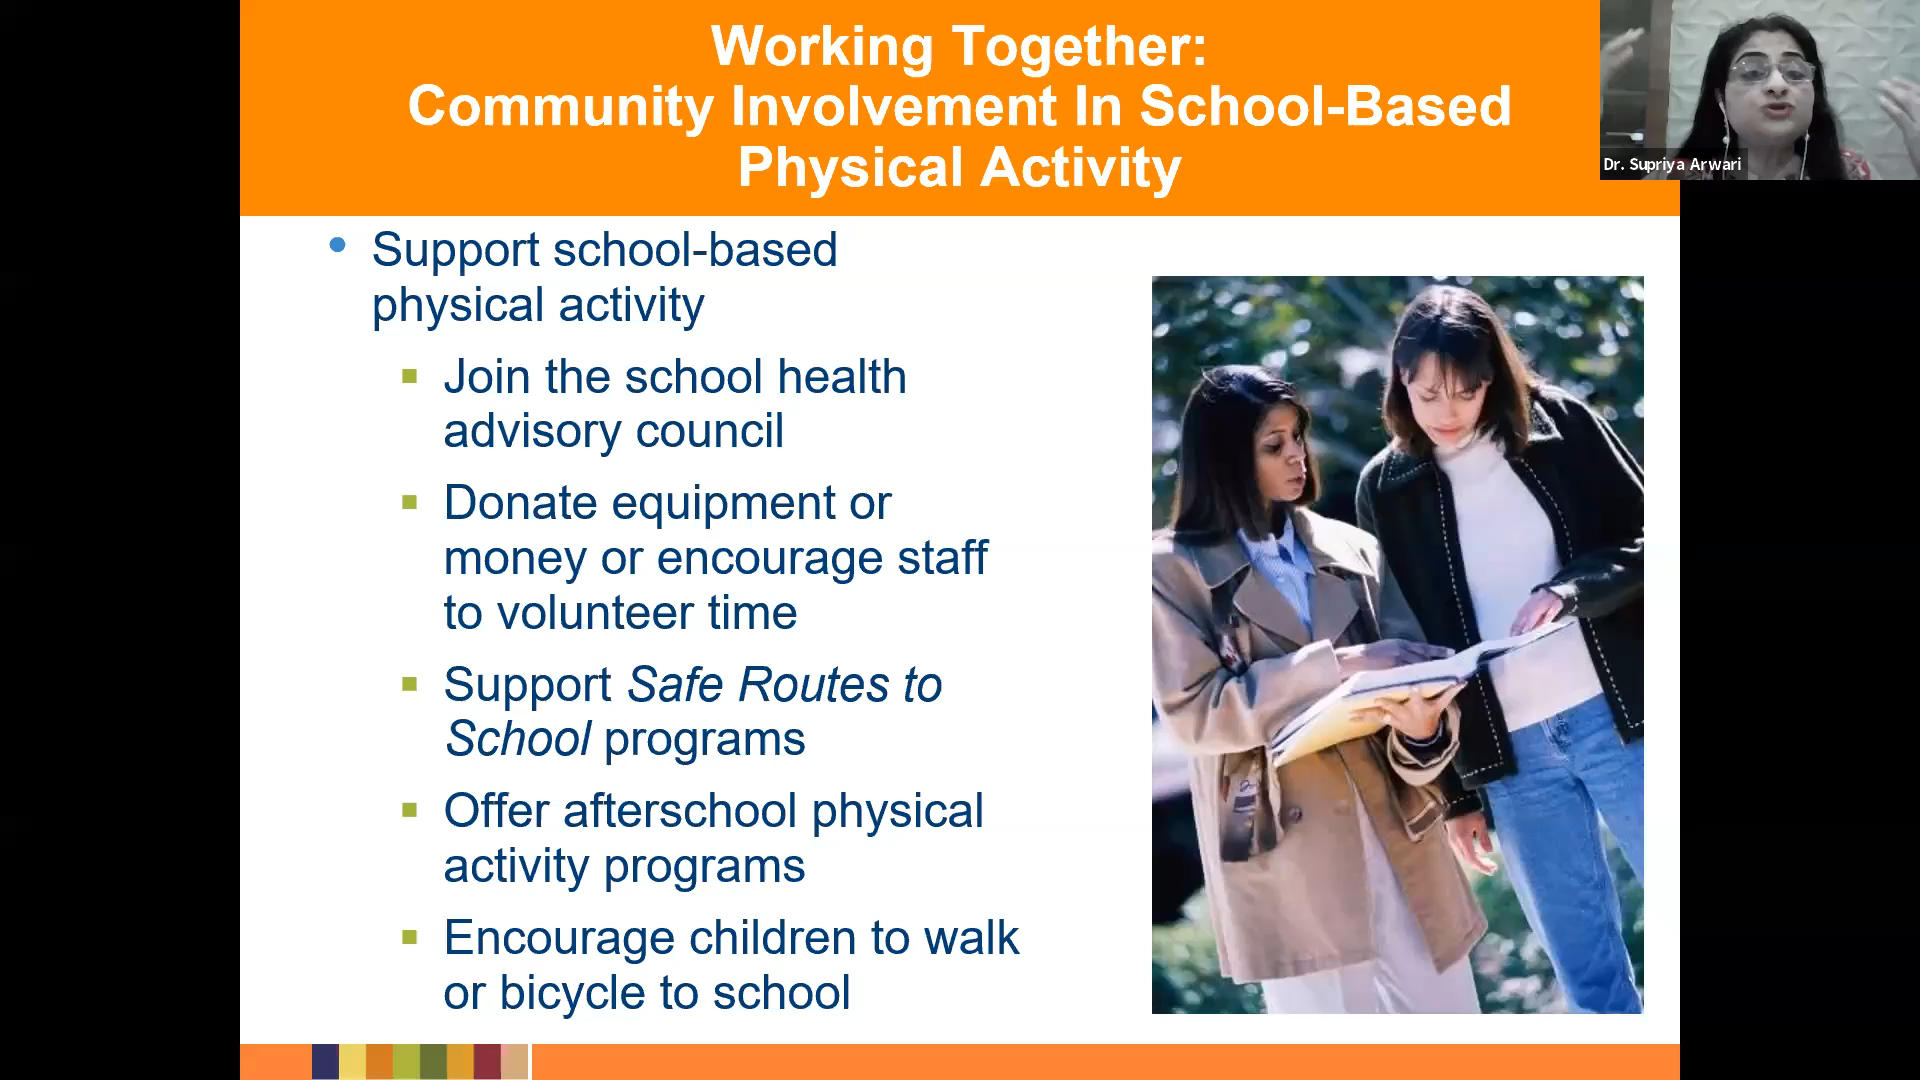 Working Together:
Community Involvement In School-Based
Physical Activity
Dr. Supriya Arwari
Support school-based
physical activity
Join the school health
advisory council
Donate equipment or
money or encourage staff
to volunteer time
Support Safe Routes to
School programs
Offer afterschool physical
activity programs
Encourage children to walk
or bicycle to school